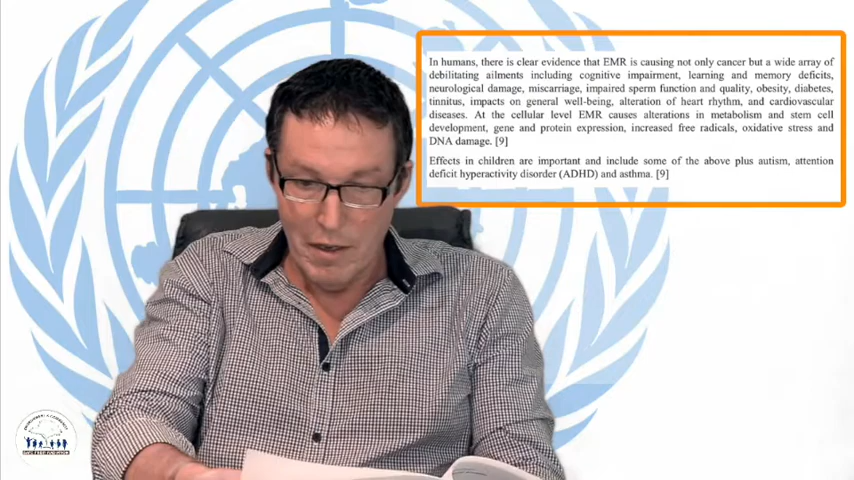 In humans, there is clear evidence that EMR is causing not only cancer but a wide array of
debilitating ailments including cognitive impairment, learning and memory deficits,
neurological damage, miscarriage, impaired sperm function and quality, obesity, diabetes,
tinnitus, impacts on general well-being, alteration of heart rhythm, and cardiovascular
diseases. At the cellular level EMR causes alterations in metabolism and stem cell
development, gene and protein expression, increased free radicals, oxidative stress and
DNA damage. [9]
Effects in children are important and include some of the above plus autism, attention
deficit hyperactivity disorder (ADHD) and asthma. [9]